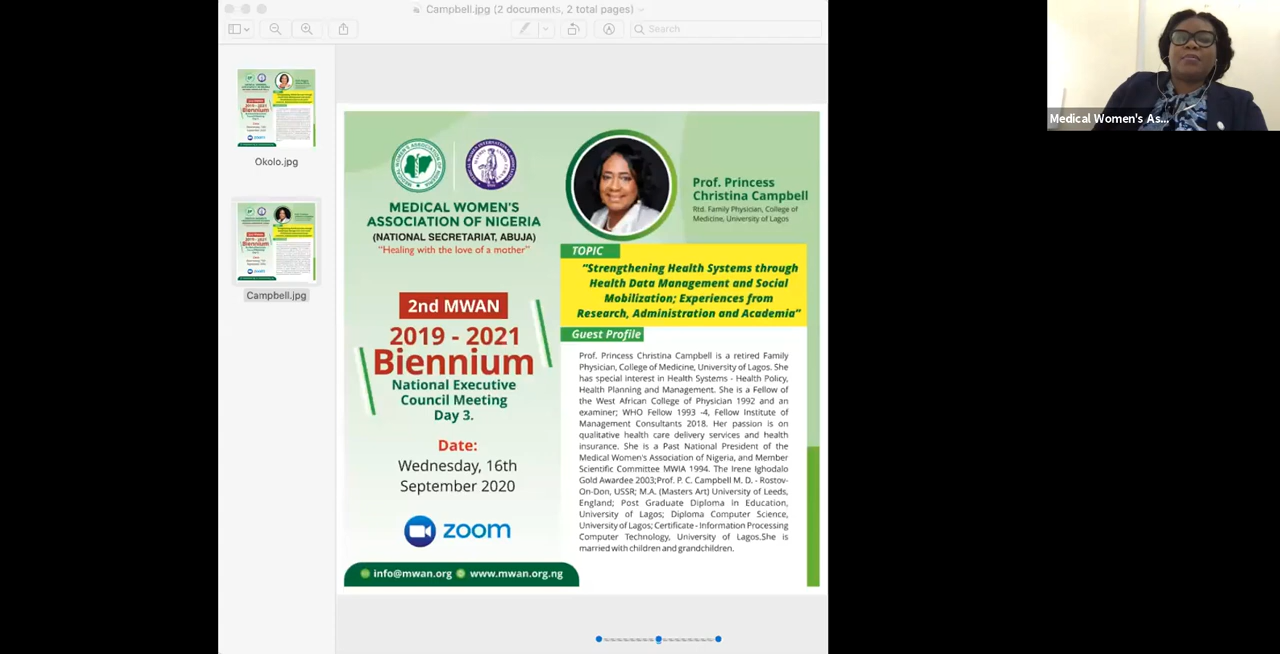 Campbell.jpg (2 documents, 2 total pages)
Search
Okolo.jpg
Campbell.jpg
MEDICAL WOMEN'S
ASSOCIATION OF NIGERIA
(NATIONAL SECRETARIAT, ABUJA)
"Healing with the love of a mother"
2nd MWAN
2019 - 2021
Biennium
National Executive
Council Meeting
Day 3.
Date:
Wednesday, 16th
September 2020
zoom
info@mwan.org www.mwan.org.ng
Prof. Princess
Christina Campbell
Rtd. Family Physician, College of
Medicine, University of Lagos
TOPIC
"Strengthening Health Systems through
Health Data Management and Social
Mobilization; Experiences from
Research, Administration and Academia"
Guest Profile
Prof. Princess Christina Campbell is a retired Family
Physician, College of Medicine, University of Lagos. She
has special interest in Health Systems - Health Policy,
Health Planning and Management. She is a Fellow of
the West African College of Physician 1992 and an
examiner; WHO Fellow 1993 -4, Fellow Institute of
Management Consultants 2018. Her passion is on
qualitative health care delivery services and health
insurance. She is a Past National President of the
Medical Women's Association of Nigeria, and Member
Scientific Committee MWIA 1994. The Irene Ighodalo
Gold Awardee 2003;Prof. P. C. Campbell M. D. - Rostov-
On-Don, USSR; M.A. (Masters Art) University of Leeds,
England; Post Graduate Diploma in Education,
University of Lagos; Diploma Computer Science,
University of Lagos; Certificate - Information Processing
Computer Technology, University of Lagos.She is
married with children and grandchildren.
Medical Women's As...